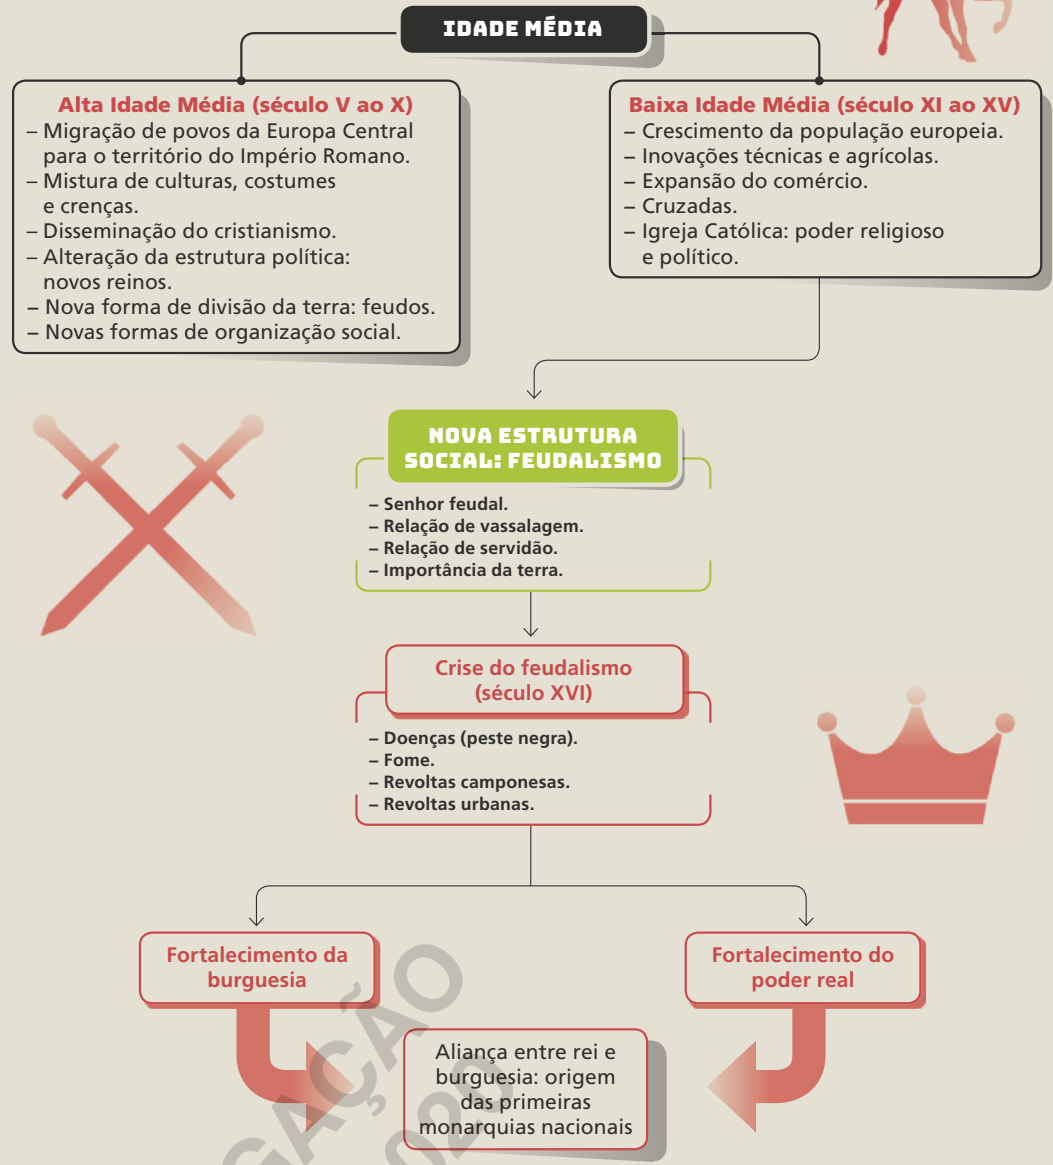 IDADE MÉDIA
Alta Idade Média (século V ao X)
– Migração de povos da Europa Central
para o território do Império Romano.
– Mistura de culturas, costumes
e crenças.
– Disseminação do cristianismo.
– Alteração da estrutura política:
novos reinos.
– Nova forma de divisão da terra: feudos.
– Novas formas de organização social.
Baixa Idade Média (século XI ao XV)
– Crescimento da população europeia.
– Inovações técnicas e agrícolas.
– Expansão do comércio.
– Cruzadas.
– Igreja Católica: poder religioso
e político.
NOVA ESTRUTURA
SOCIAL: FEUDALISMO
– Senhor feudal.
– Relação de vassalagem.
– Relação de servidão.
– Importância da terra.
Crise do feudalismo
(século XVI)
– Doenças (peste negra).
– Fome.
– Revoltas camponesas.
– Revoltas urbanas.
Fortalecimento da
burguesia
Fortalecimento do
poder real
Aliança entre rei e
burguesia: origem
das primeiras
monarquias nacionais
GAÇÃO
2020